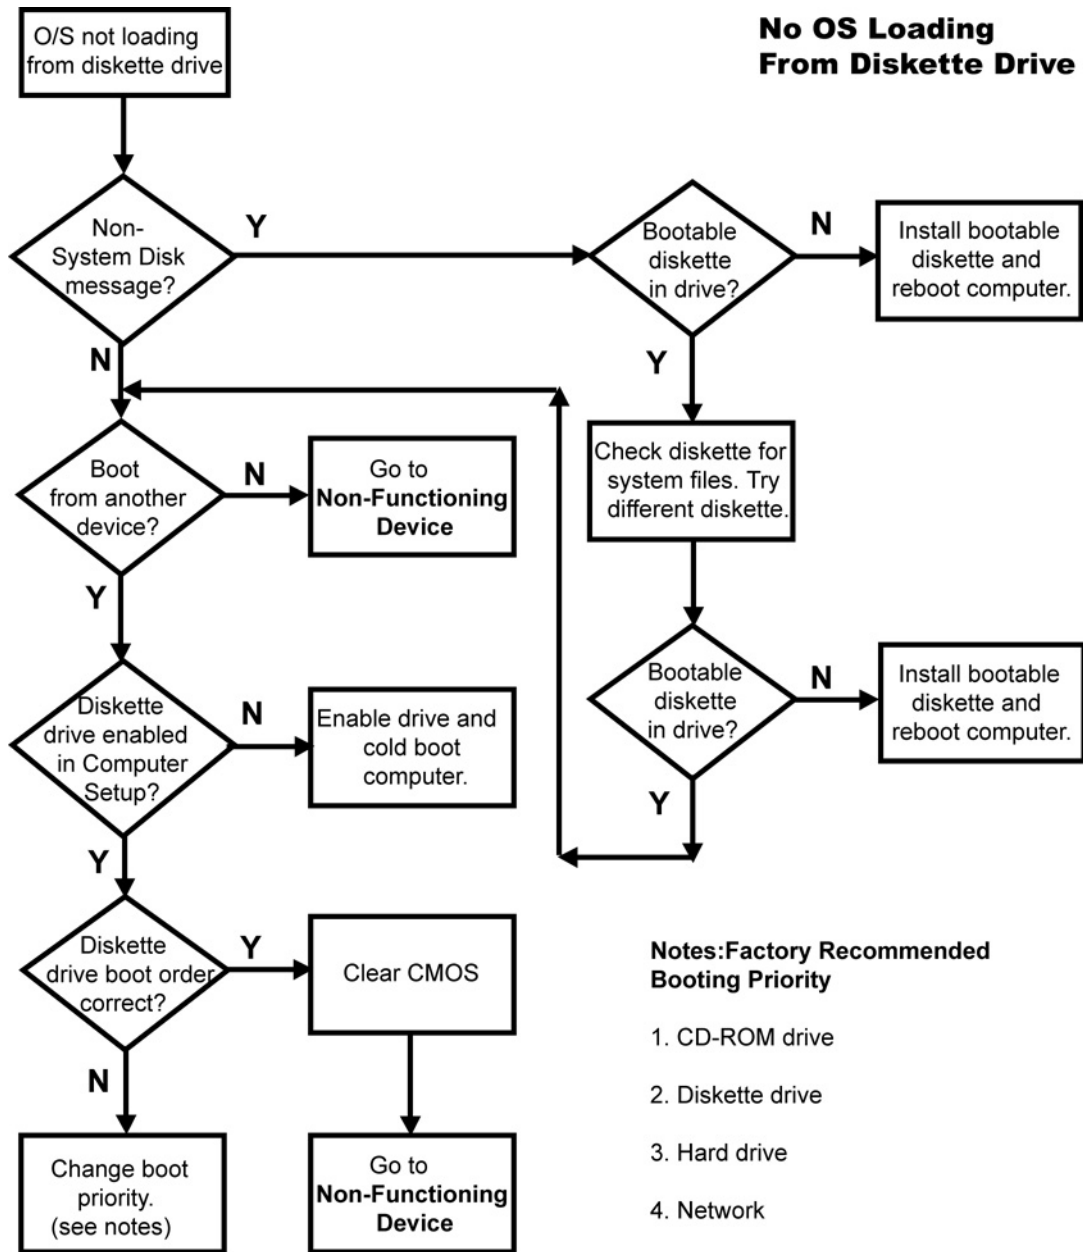 No OS Loading
From Diskette Drive
O/S not loading
from diskette drive
Non-
System Disk
message?
Y
N
Bootable
diskette
in drive?
N
Y
Install bootable
diskette and
reboot computer.
Check diskette for
system files. Try
different diskette.
Boot
from another
device?
N
Y
Go to
Non-Functioning
Device
Bootable
diskette
in drive?
N
Y
Install bootable
diskette and
reboot computer.
Diskette
drive enabled
in Computer
Setup?
N
Y
Enable drive and
cold boot
computer.
Diskette
drive boot order
correct?
Y
N
Clear CMOS
Change boot
priority.
(see notes)
Go to
Non-Functioning
Device
Notes:Factory Recommended
Booting Priority
1. CD-ROM drive
2. Diskette drive
3. Hard drive
4. Network